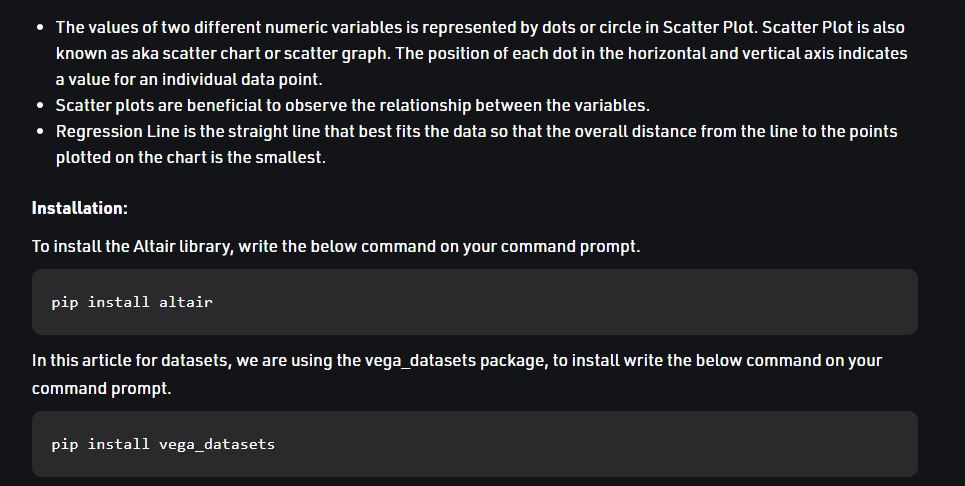 • The values of two different numeric variables is represented by dots or circle in Scatter Plot. Scatter Plot is also
known as aka scatter chart or scatter graph. The position of each dot in the horizontal and vertical axis indicates
a value for an individual data point.
• Scatter plots are beneficial to observe the relationship between the variables.
• Regression Line is the straight line that best fits the data so that the overall distance from the line to the points
plotted on the chart is the smallest.
Installation:
To install the Altair library, write the below command on your command prompt.
pip install altair
In this article for datasets, we are using the vega_datasets package, to install write the below command on your
command prompt.
pip install vega_datasets